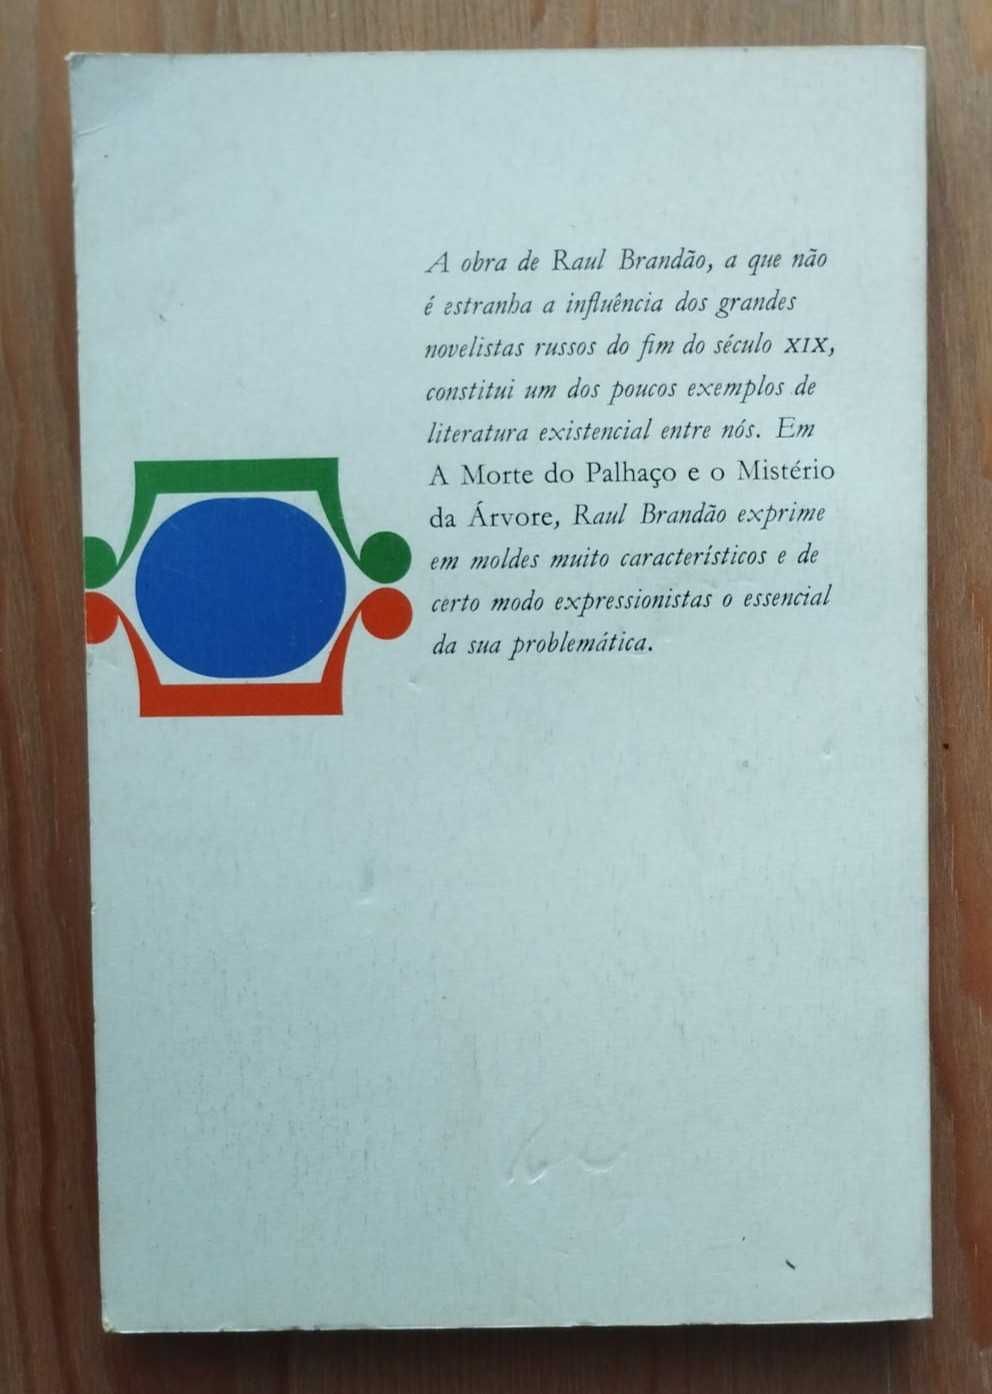 A obra de Raul Brandão, a que não
é estranha a influência dos grandes
novelistas russos do fim do século XIX,
constitui um dos poucos exemplos de
literatura existencial entre nós. Em
A Morte do Palhaço e o Mistério
da Árvore, Raul Brandão exprime
em moldes muito característicos e de
certo modo expressionistas o essencial
da sua problemática.